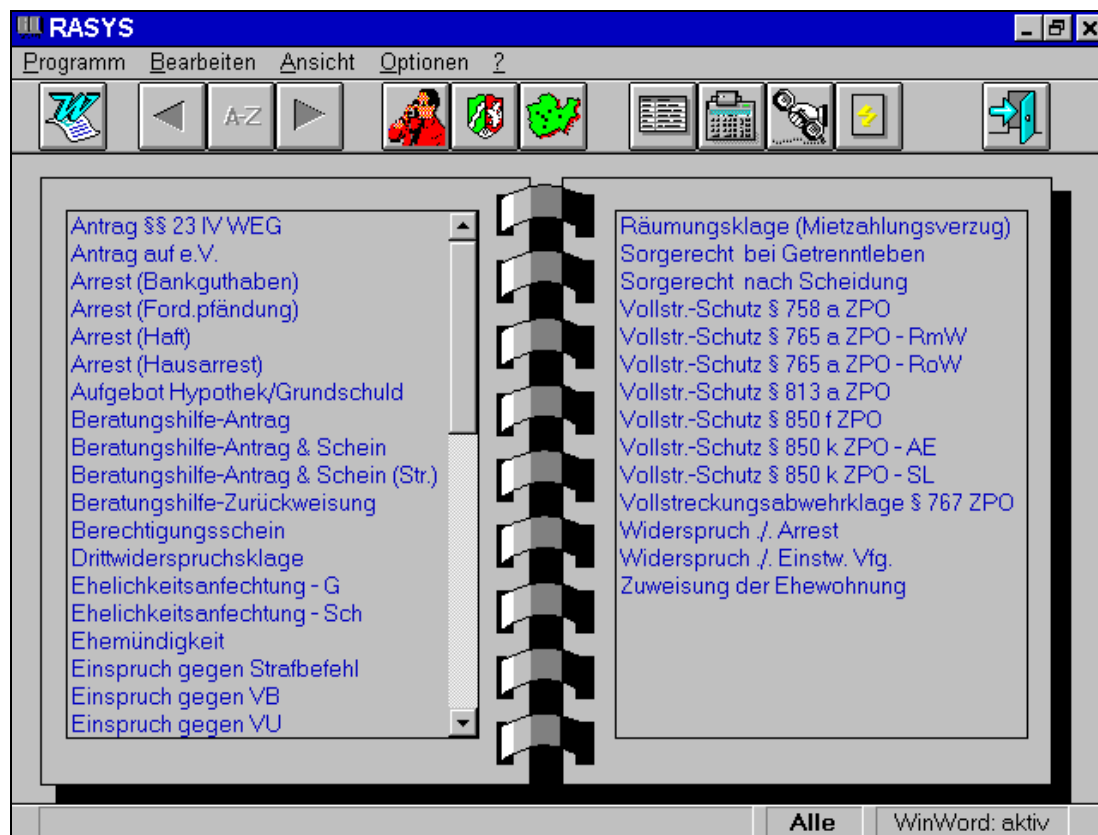 RASYS
Programm Bearbeiten Ansicht Optionen ?
W A-Z
Antrag §§ 23 IV WEG
Antrag auf e.V.
Arrest (Bankguthaben)
Arrest (Ford.pfändung)
Arrest (Haft)
Arrest (Hausarrest)
Aufgebot Hypothek/Grundschuld
Beratungshilfe-Antrag
Beratungshilfe-Antrag & Schein
Beratungshilfe-Antrag & Schein (Str.)
Beratungshilfe-Zurückweisung
Berechtigungsschein
Drittwiderspruchsklage
Ehelichkeitsanfechtung - G
Ehelichkeitsanfechtung - Sch
Ehemündigkeit
Einspruch gegen Strafbefehl
Einspruch gegen VB
Einspruch gegen VU
Räumungsklage (Mietzahlungsverzug)
Sorgerecht bei Getrenntleben
Sorgerecht nach Scheidung
Vollstr.-Schutz § 758 a ZPO
Vollstr.-Schutz § 765 a ZPO - RmW
Vollstr.-Schutz § 765 a ZPO - RoW
Vollstr.-Schutz § 813 a ZPO
Vollstr.-Schutz § 850 f ZPO
Vollstr.-Schutz § 850 k ZPO - AE
Vollstr.-Schutz § 850 k ZPO - SL
Vollstreckungsabwehrklage § 767 ZPO
Widerspruch ./. Arrest
Widerspruch ./. Einstw. Vfg.
Zuweisung der Ehewohnung
Alle WinWord: aktiv